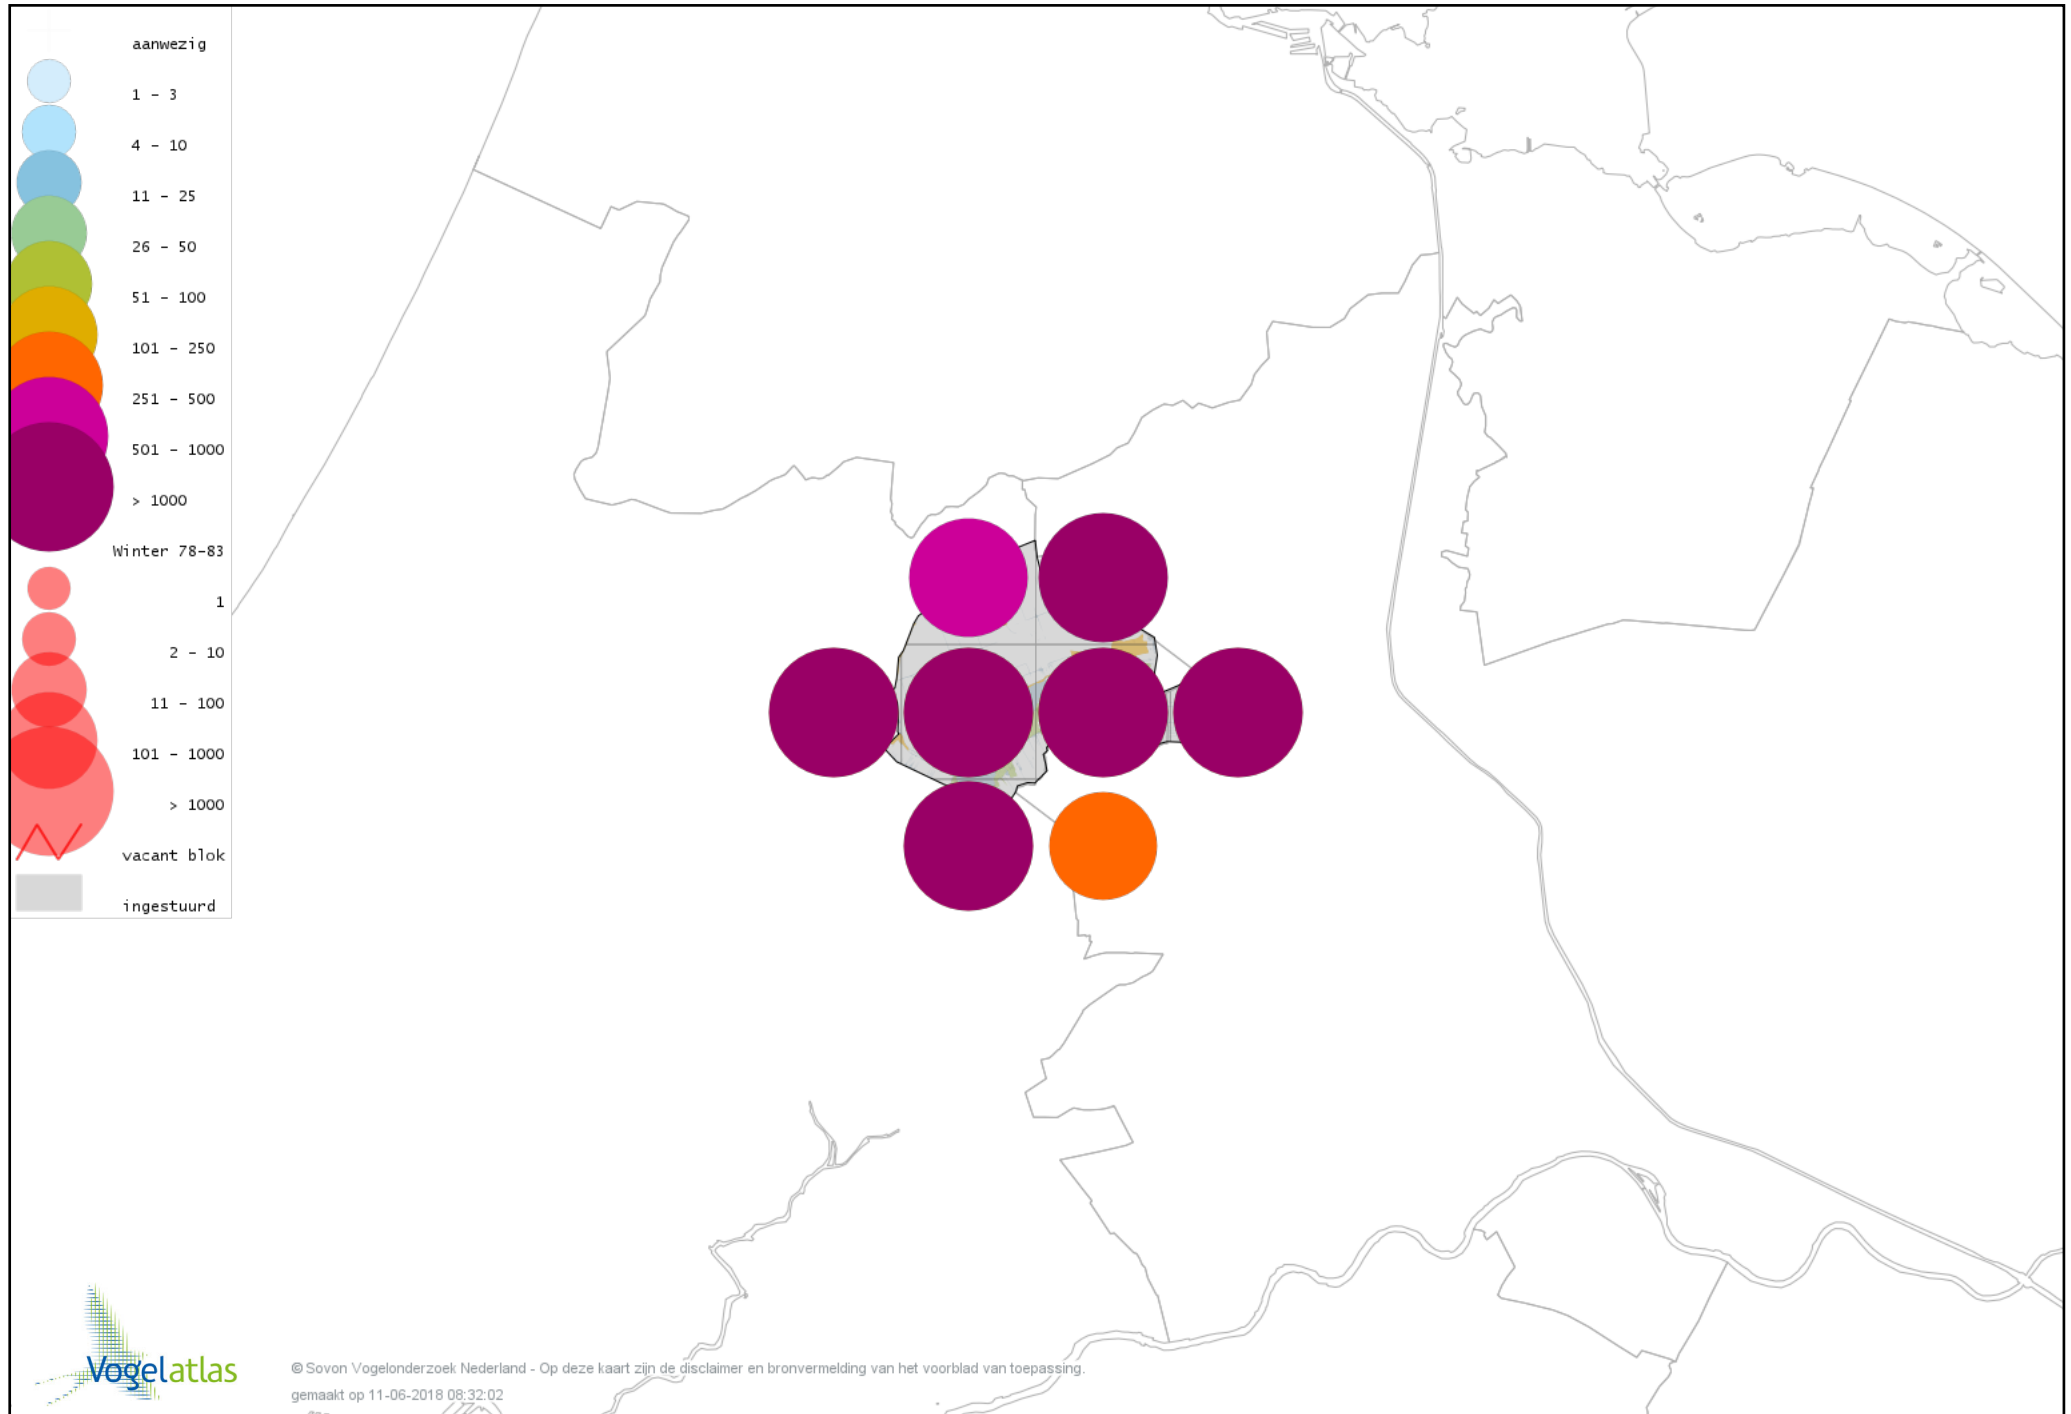 aanwezig
1 - 3
4 - 10
11 - 25
26 - 50
51 - 100
101 - 250
251 - 500
501 - 1000
> 1000
Winter 78-83
1
2 - 10
11 - 100
101 - 1000
> 1000
vacant blok
ingestuurd
Vogelatlas
© Sovon Vogelonderzoek Nederland - Op deze kaart zijn de disclaimer en bronvermelding van het voorblad van toepassing.
gemaakt op 11-06-2018 08:32:02